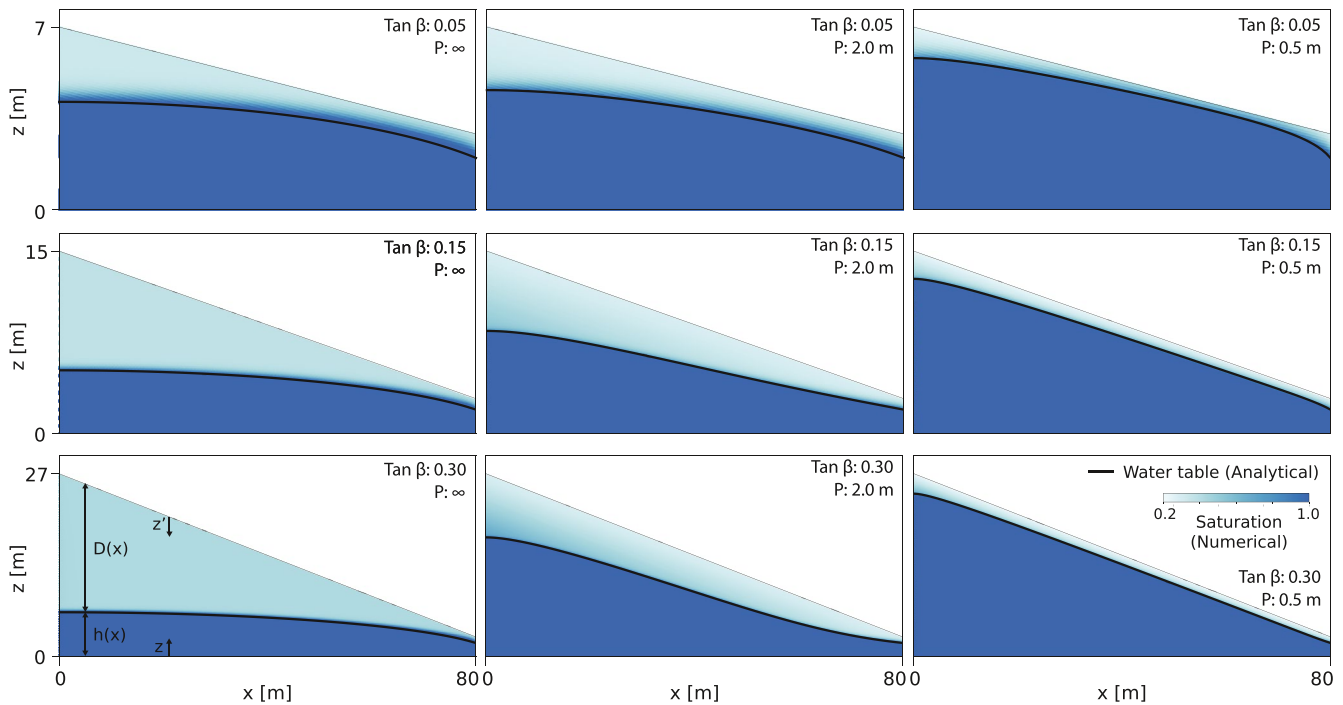 7
z [m]
0
Tan β: 0.05
P: ∞
Tan β: 0.05
P: 2.0 m
Tan β: 0.05
P: 0.5 m
15
z [m]
0
Tan β: 0.15
P: ∞
Tan β: 0.15
P: 2.0 m
Tan β: 0.15
P: 0.5 m
27
z [m]
0
Tan β: 0.30
P: ∞
z'
D(x)
h(x)
z
Tan β: 0.30
P: 2.0 m
Water table (Analytical)
0.2
1.0
Saturation
(Numerical)
Tan β: 0.30
P: 0.5 m
0
x [m]
80
0
x [m]
80
0
x [m]
80